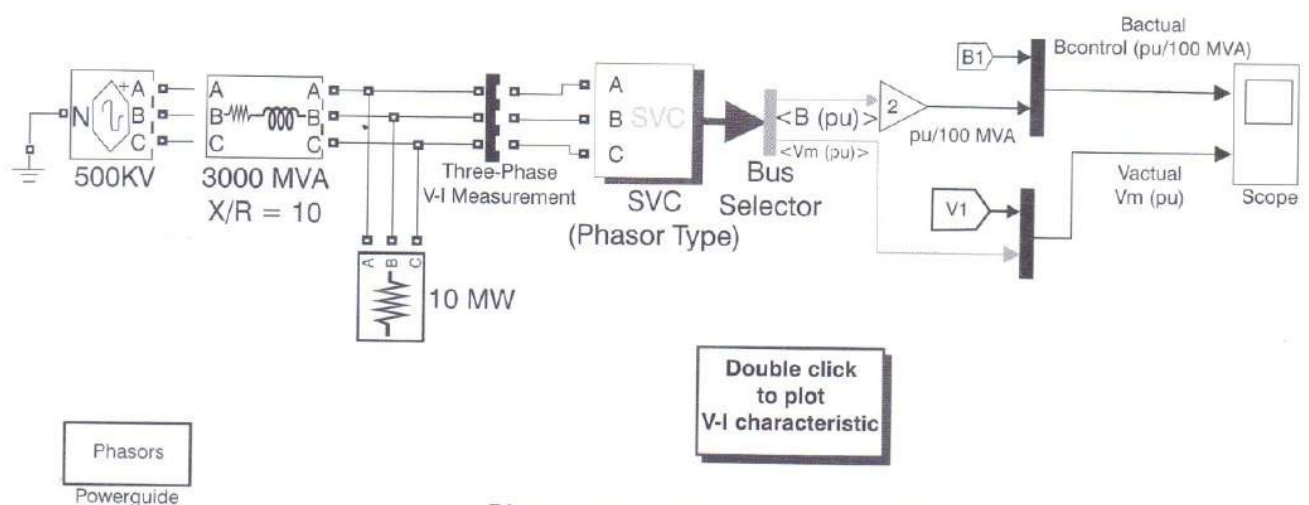 Bactual
Bcontrol (pu/100 MVA)
B1
+A
N
B
C
500KV
A
B
C
A
B
C
3000 MVA
X/R = 10
Three-Phase
V-I Measurement
A
B
C
SVC
SVC
(Phasor Type)
Bus
Selector
<B (pu) >
<Vm (pu)>
2
pu/100 MVA
V1
Vactual
Vm (pu)
Scope
A
B
C
10 MW
Double click
to plot
V-I characteristic
Phasors
Powerguide